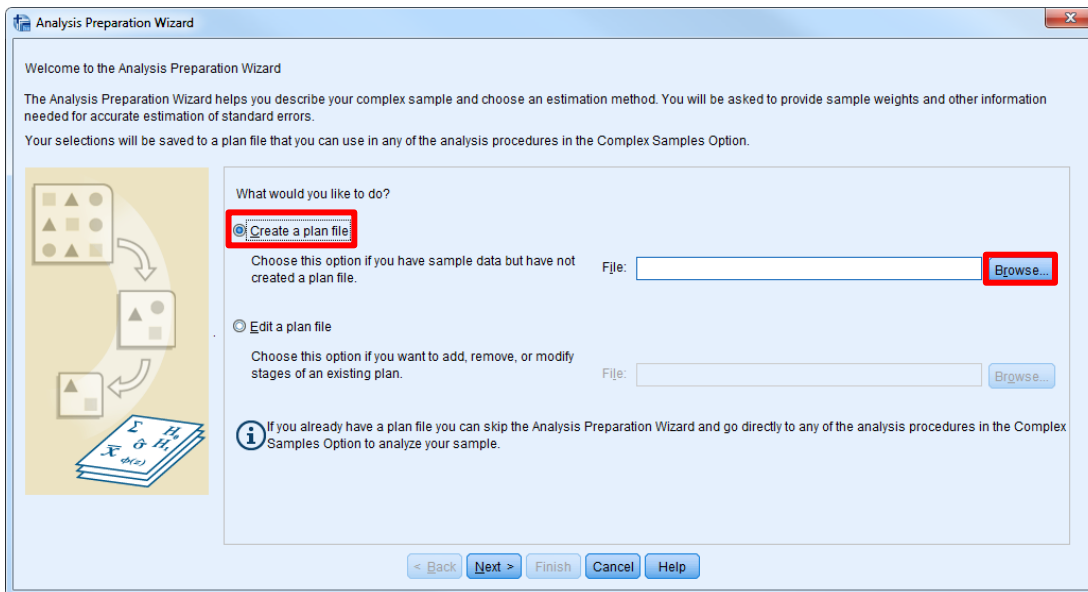 Analysis Preparation Wizard
Welcome to the Analysis Preparation Wizard
The Analysis Preparation Wizard helps you describe your complex sample and choose an estimation method. You will be asked to provide sample weights and other information
needed for accurate estimation of standard errors.
Your selections will be saved to a plan file that you can use in any of the analysis procedures in the Complex Samples Option.
What would you like to do?
Create a plan file
Choose this option if you have sample data but have not
created a plan file.
File:
Browse...
Edit a plan file
Choose this option if you want to add, remove, or modify
stages of an existing plan.
File:
Browse...
If you already have a plan file you can skip the Analysis Preparation Wizard and go directly to any of the analysis procedures in the Complex
Samples Option to analyze your sample.
Σ H₀
x̄ σ̂ H₁
φ(z)
< Back Next > Finish Cancel Help